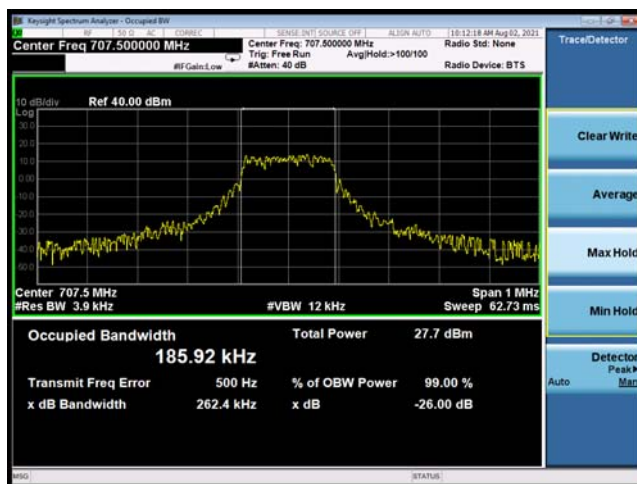 Keysight Spectrum Analyzer - Occupied BW
RF 50 Ω AC CORREC SENSE:INT SOURCE OFF ALIGN AUTO 10:12:18 AM Aug 02, 2021
Center Freq 707.500000 MHz
Center Freq: 707.500000 MHz
Radio Std: None
Trig: Free Run Avg|Hold:>100/100
#IFGain:Low
#Atten: 40 dB
Radio Device: BTS
Trace/Detector
10 dB/div Ref 40.00 dBm
Log
30.0
20.0
10.0
0.00
10.0
20.0
30.0
40.0
50.0
Center 707.5 MHz
Span 1 MHz
#Res BW 3.9 kHz
#VBW 12 kHz
Sweep 62.73 ms
Occupied Bandwidth
185.92 kHz
Total Power 27.7 dBm
Transmit Freq Error 500 Hz
% of OBW Power 99.00 %
x dB Bandwidth 262.4 kHz
x dB -26.00 dB
Clear Write
Average
Max Hold
Min Hold
Detector
Peak
Auto Man
MSG
STATUS